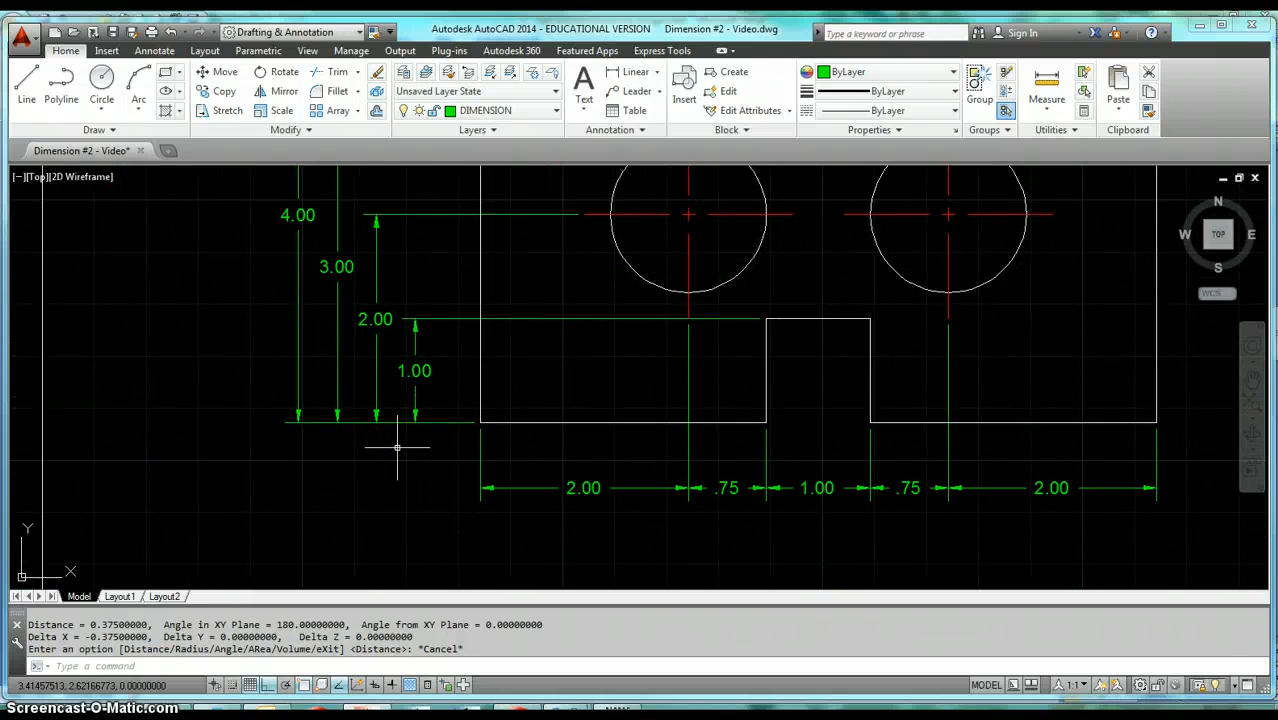 Drafting & Annotation
Autodesk AutoCAD 2014 - EDUCATIONAL VERSION Dimension #2 - Video.dwg
Type a keyword or phrase
Sign In
Home Insert Annotate Layout Parametric View Manage Output Plug-ins Autodesk 360 Featured Apps Express Tools
Move Rotate Trim
Copy Mirror Fillet
Stretch Scale Array
Line Polyline Circle Arc
Unsaved Layer State
DIMENSION
Text
Linear
Leader
Table
Insert
Create
Edit
Edit Attributes
ByLayer
ByLayer
ByLayer
Group
Measure
Paste
Draw Modify Layers Annotation Block Properties Groups Utilities Clipboard
Dimension #2 - Video*
[−][Top][2D Wireframe]
N
W TOP E
S
WCS
4.00
3.00
2.00
1.00
2.00 .75 1.00 .75 2.00
Y
X
Model Layout1 Layout2
Distance = 0.37500000, Angle in XY Plane = 180.00000000, Angle from XY Plane = 0.00000000
Delta X = -0.37500000, Delta Y = 0.00000000, Delta Z = 0.00000000
Enter an option [Distance/Radius/Angle/ARea/Volume/eXit] <Distance>: *Cancel*
Type a command
3.41457513, 2.62166773, 0.00000000
MODEL
1:1
Screencast-O-Matic.com